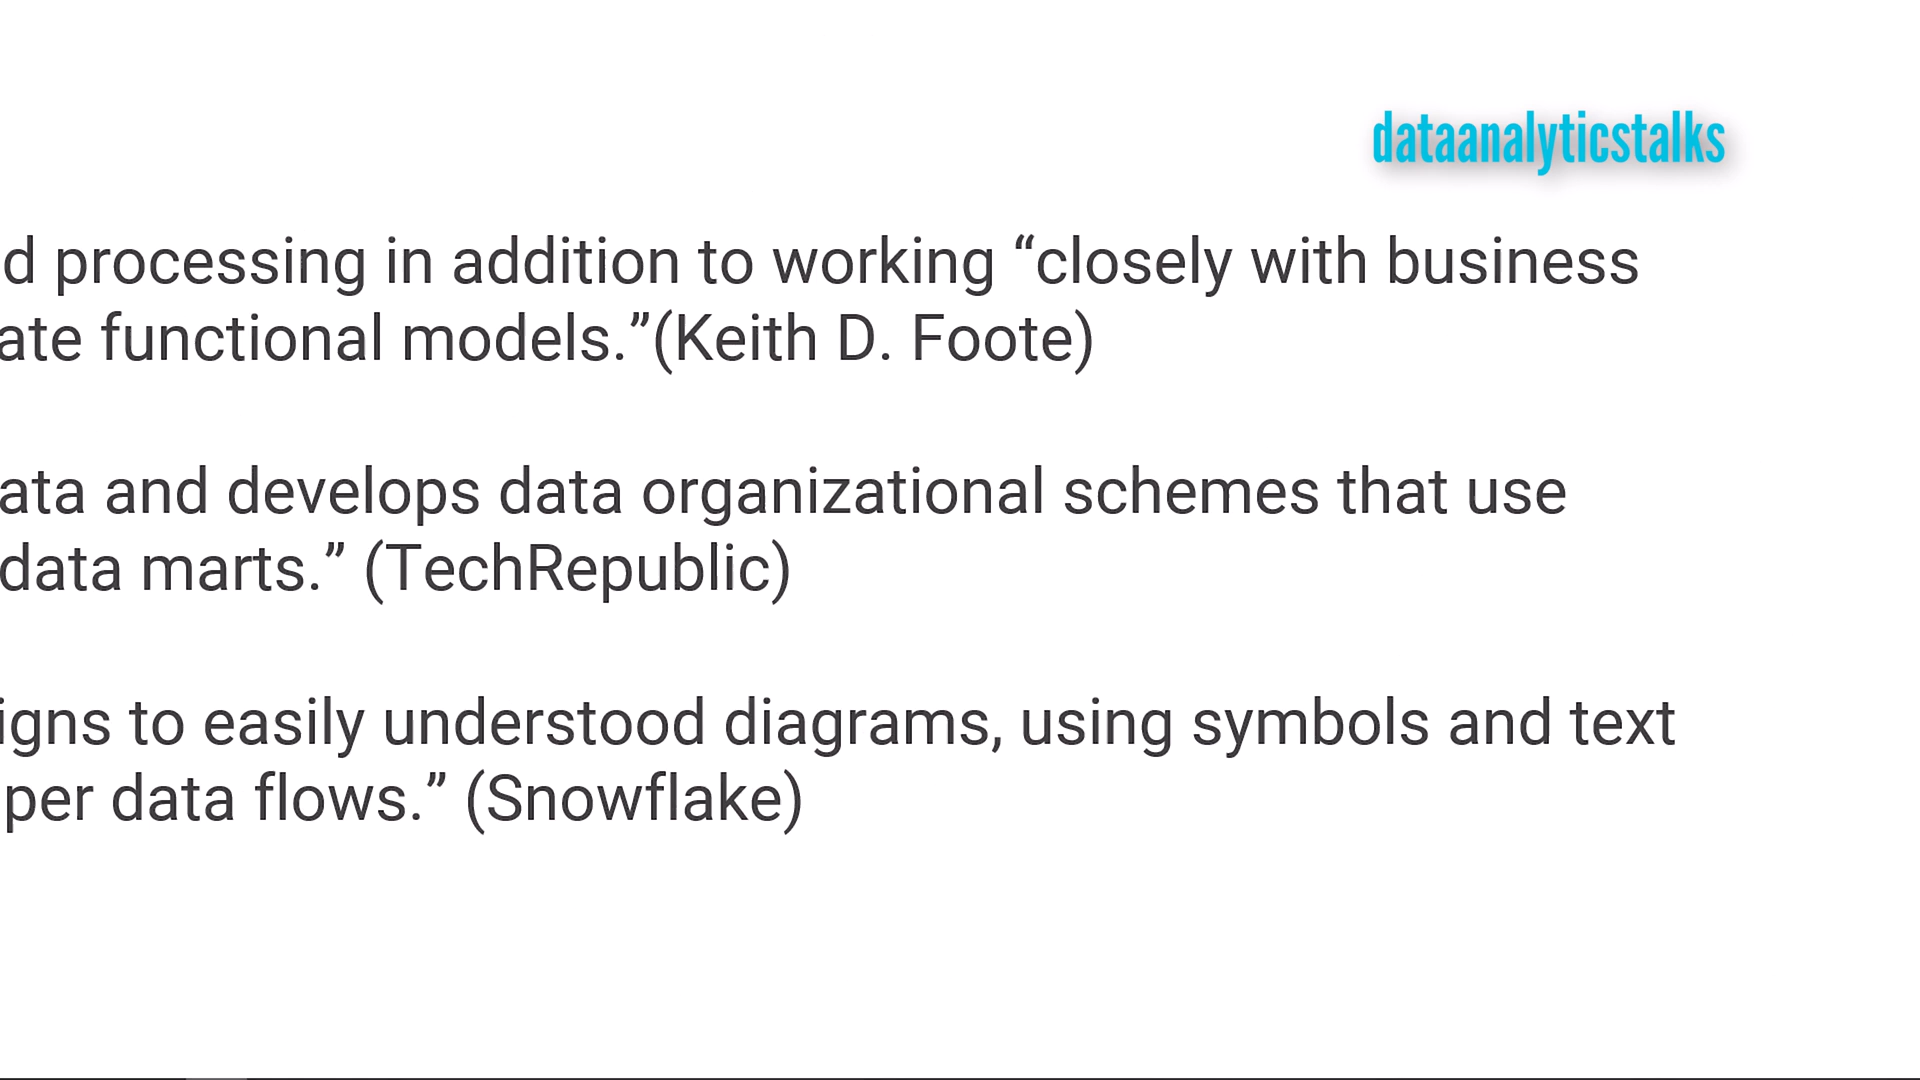 dataanalyticstalks
d processing in addition to working “closely with business
ate functional models.”(Keith D. Foote)
ata and develops data organizational schemes that use
data marts.” (TechRepublic)
igns to easily understood diagrams, using symbols and text
per data flows.” (Snowflake)